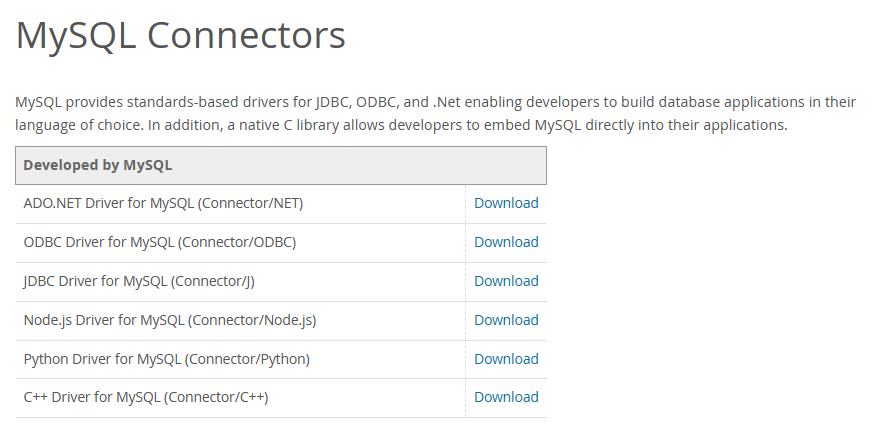 MySQL Connectors
MySQL provides standards-based drivers for JDBC, ODBC, and .Net enabling developers to build database applications in their
language of choice. In addition, a native C library allows developers to embed MySQL directly into their applications.
Developed by MySQL
ADO.NET Driver for MySQL (Connector/NET) Download
ODBC Driver for MySQL (Connector/ODBC) Download
JDBC Driver for MySQL (Connector/J) Download
Node.js Driver for MySQL (Connector/Node.js) Download
Python Driver for MySQL (Connector/Python) Download
C++ Driver for MySQL (Connector/C++) Download